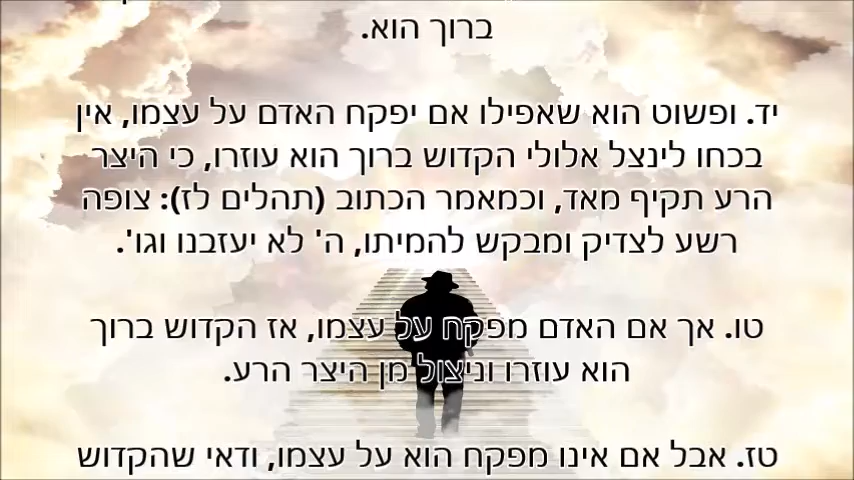 ברוך הוא.
יד. ופשוט הוא שאפילו אם יפקח האדם על עצמו, אין
בכחו לינצל אלולי הקדוש ברוך הוא עוזרו, כי היצר
הרע תקיף מאד, וכמאמר הכתוב (תהלים לז): צופה
רשע לצדיק ומבקש להמיתו, ה' לא יעזבנו וגו'.
טו. אך אם האדם מפקח על עצמו, אז הקדוש ברוך
הוא עוזרו וניצול מן היצר הרע.
טז. אבל אם אינו מפקח הוא על עצמו, ודאי שהקדוש